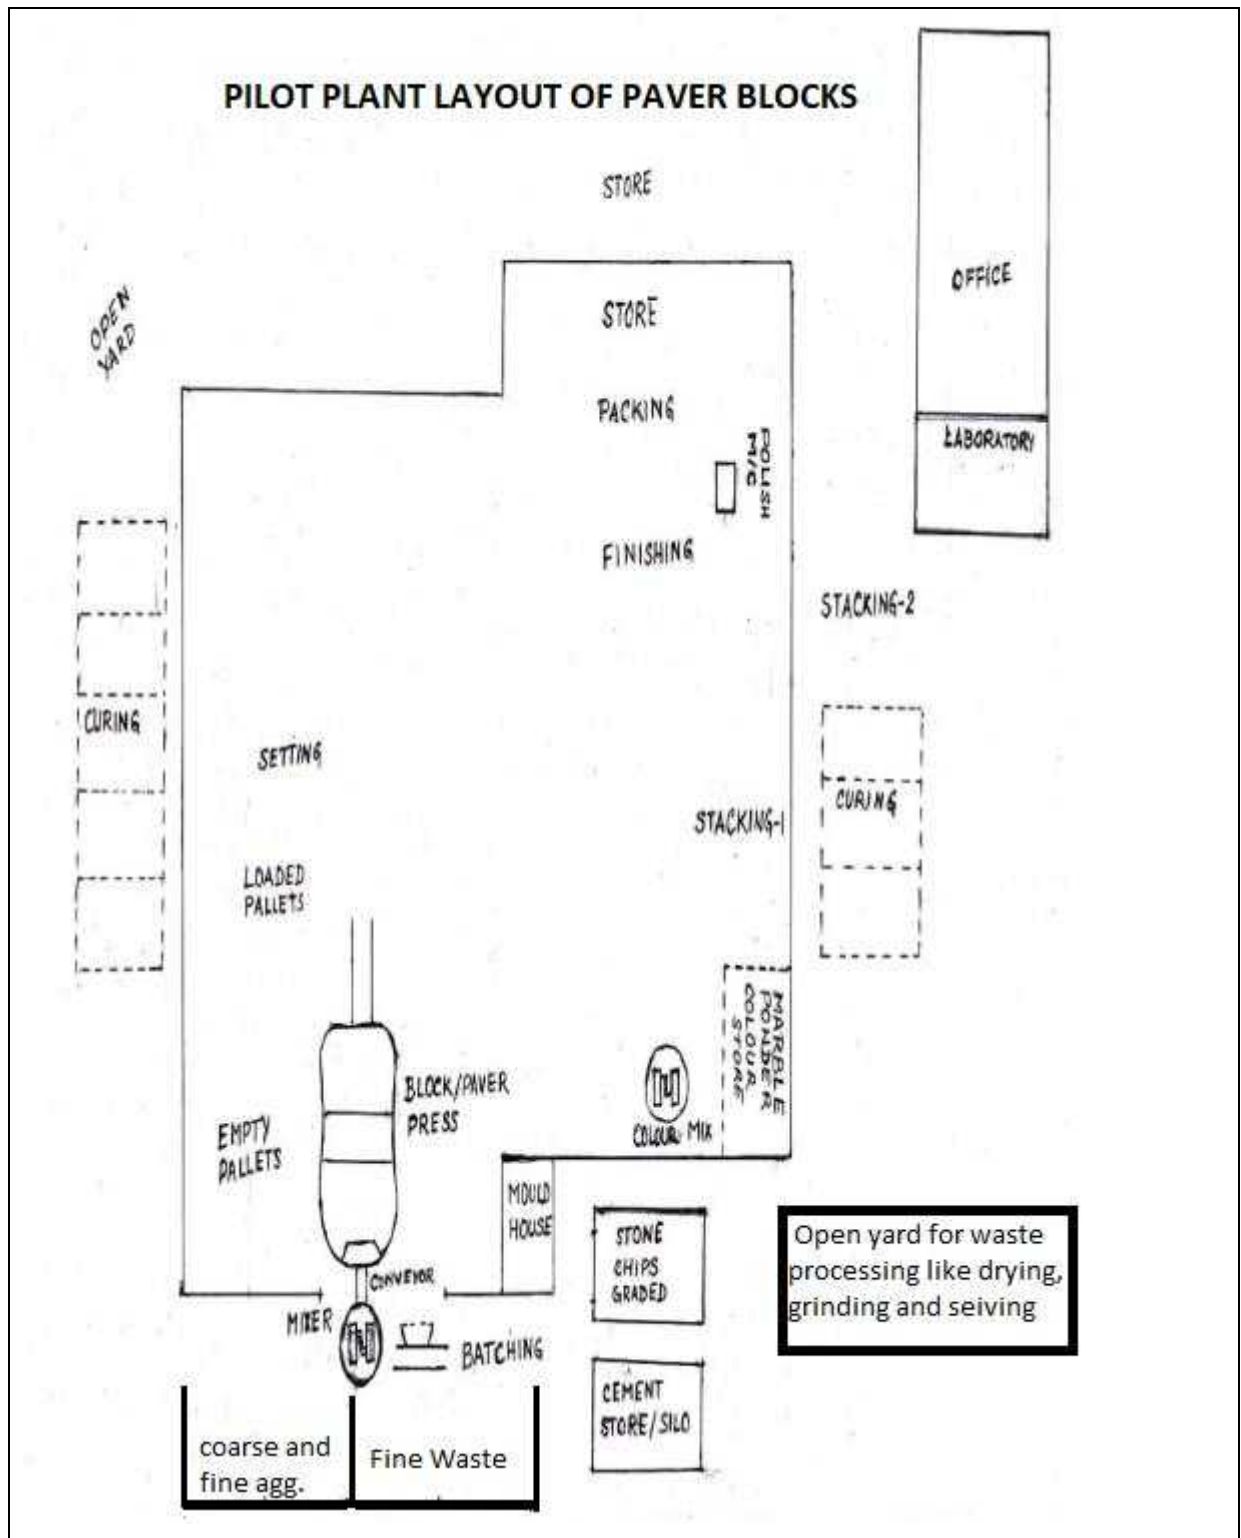 PILOT PLANT LAYOUT OF PAVER BLOCKS
STORE
OFFICE
OPEN
YARD
STORE
PACKING
POLISH
M/C
LABORATORY
FINISHING
STACKING-2
CURING
SETTING
CURING
STACKING-1
LOADED
PALLETS
MARBLE
POWDER
COLOUR
STORE
BLOCK/PAVER
PRESS
EMPTY
PALLETS
COLOUR MIX
MOULD
HOUSE
STONE
CHIPS
GRADED
Open yard for waste
processing like drying,
grinding and seiving
CONVEYOR
MIXER
BATCHING
CEMENT
STORE/SILO
coarse and
fine agg.
Fine Waste